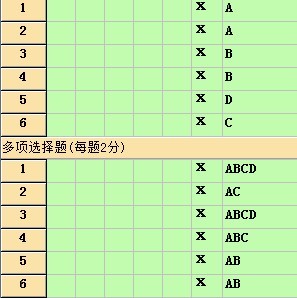 1 x A
2 x A
3 x B
4 x B
5 x D
6 x C
多项选择题(每题2分)
1 x ABCD
2 x AC
3 x ABCD
4 x ABC
5 x AB
6 x AB